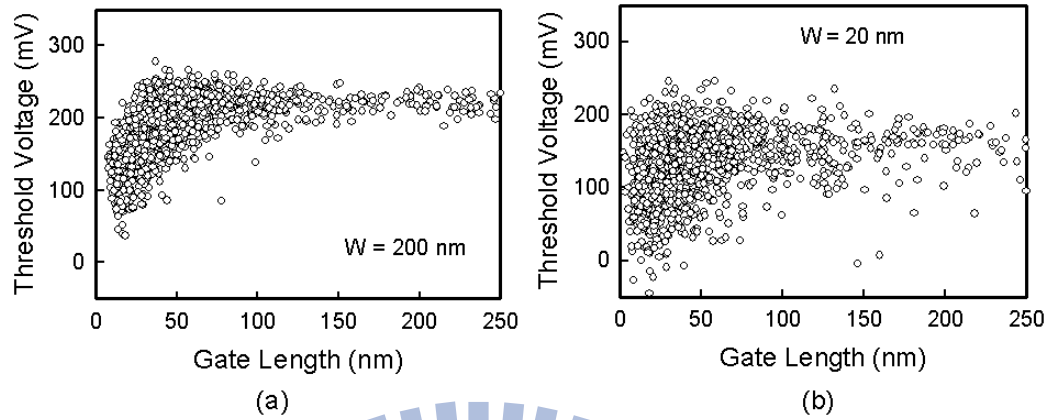 Threshold Voltage (mV)
300
200
100
0
W = 200 nm
0 50 100 150 200 250
Gate Length (nm)
(a)
Threshold Voltage (mV)
300
200
100
0
W = 20 nm
0 50 100 150 200 250
Gate Length (nm)
(b)